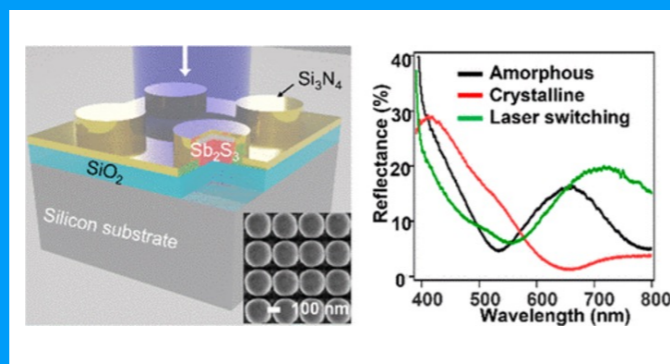 Si₃N₄
Sb₂S₃
SiO₂
Silicon substrate
100 nm
Reflectance (%)
40
30
20
10
0
Amorphous
Crystalline
Laser switching
400 500 600 700 800
Wavelength (nm)